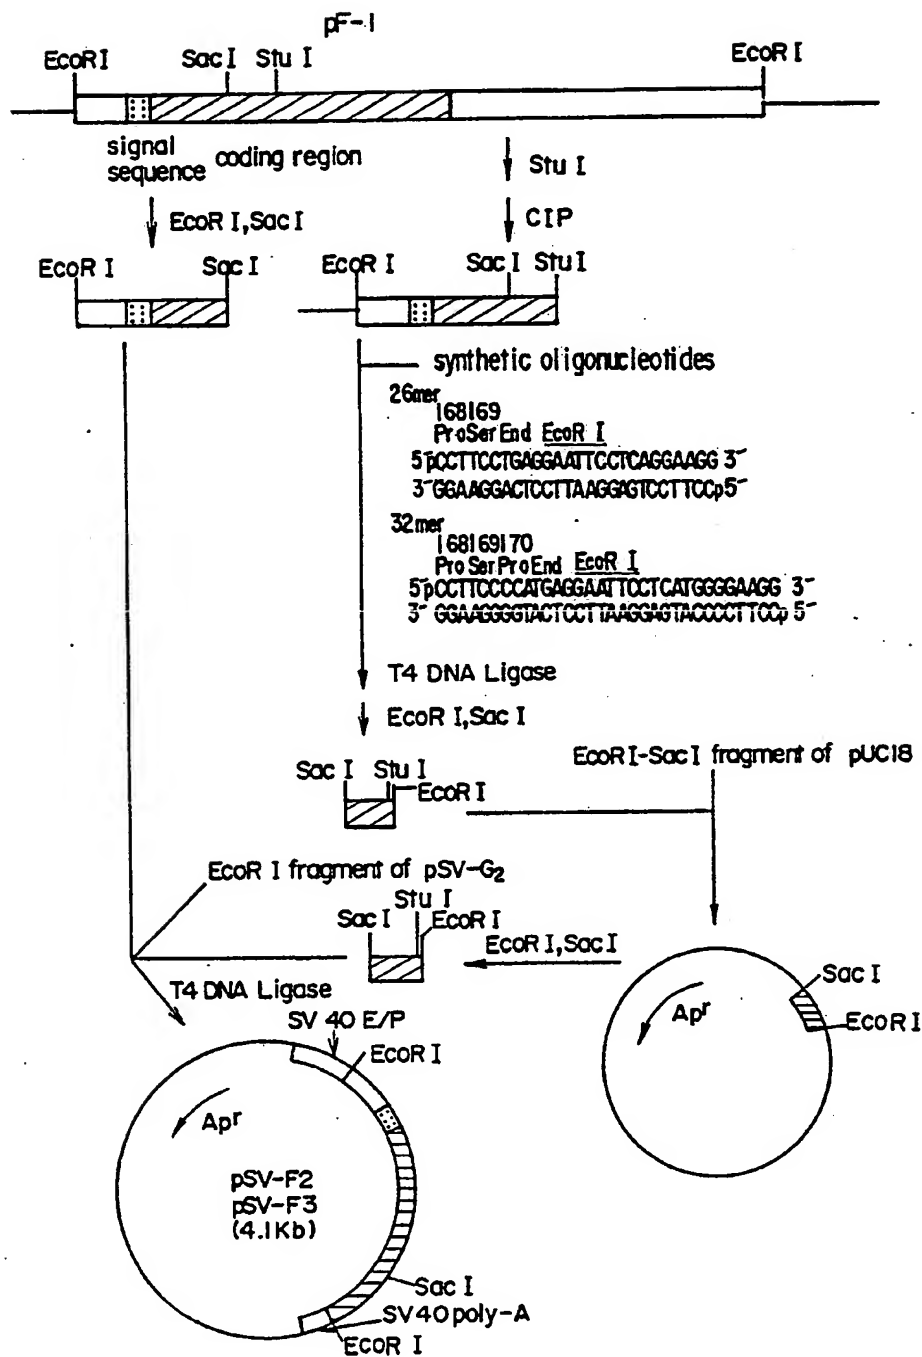 pF-1
EcoR I
Sac I
Stu I
EcoR I
signal sequence
coding region
EcoR I, Sac I
Stu I
CIP
EcoR I
Sac I
EcoR I
Sac I
Stu I
synthetic oligonucleotides
26mer
168169
ProSerEnd EcoR I
5'pCCTTCCTGAGGAATTCCTCAGGAAGG 3'
3'GGAAGGACTCCTTAAGGAGTCCTTCCp5'
32mer
168169170
ProSerProEnd EcoR I
5'pCCTTCCCCATGAGGAATTCCTCATGGGGAAGG 3'
3' GGAAGGGGTACTCCTTAAGGAGTACCCCTTCCp 5'
T4 DNA Ligase
EcoR I, Sac I
Sac I
Stu I
EcoR I
EcoR I-Sac I fragment of pUC18
EcoR I fragment of pSV-G2
Stu I
Sac I
EcoR I
EcoR I, Sac I
Sac I
EcoR I
Apr
T4 DNA Ligase
SV 40 E/P
EcoR I
Apr
pSV-F2
pSV-F3
(4.1Kb)
Sac I
SV40 poly-A
EcoR I